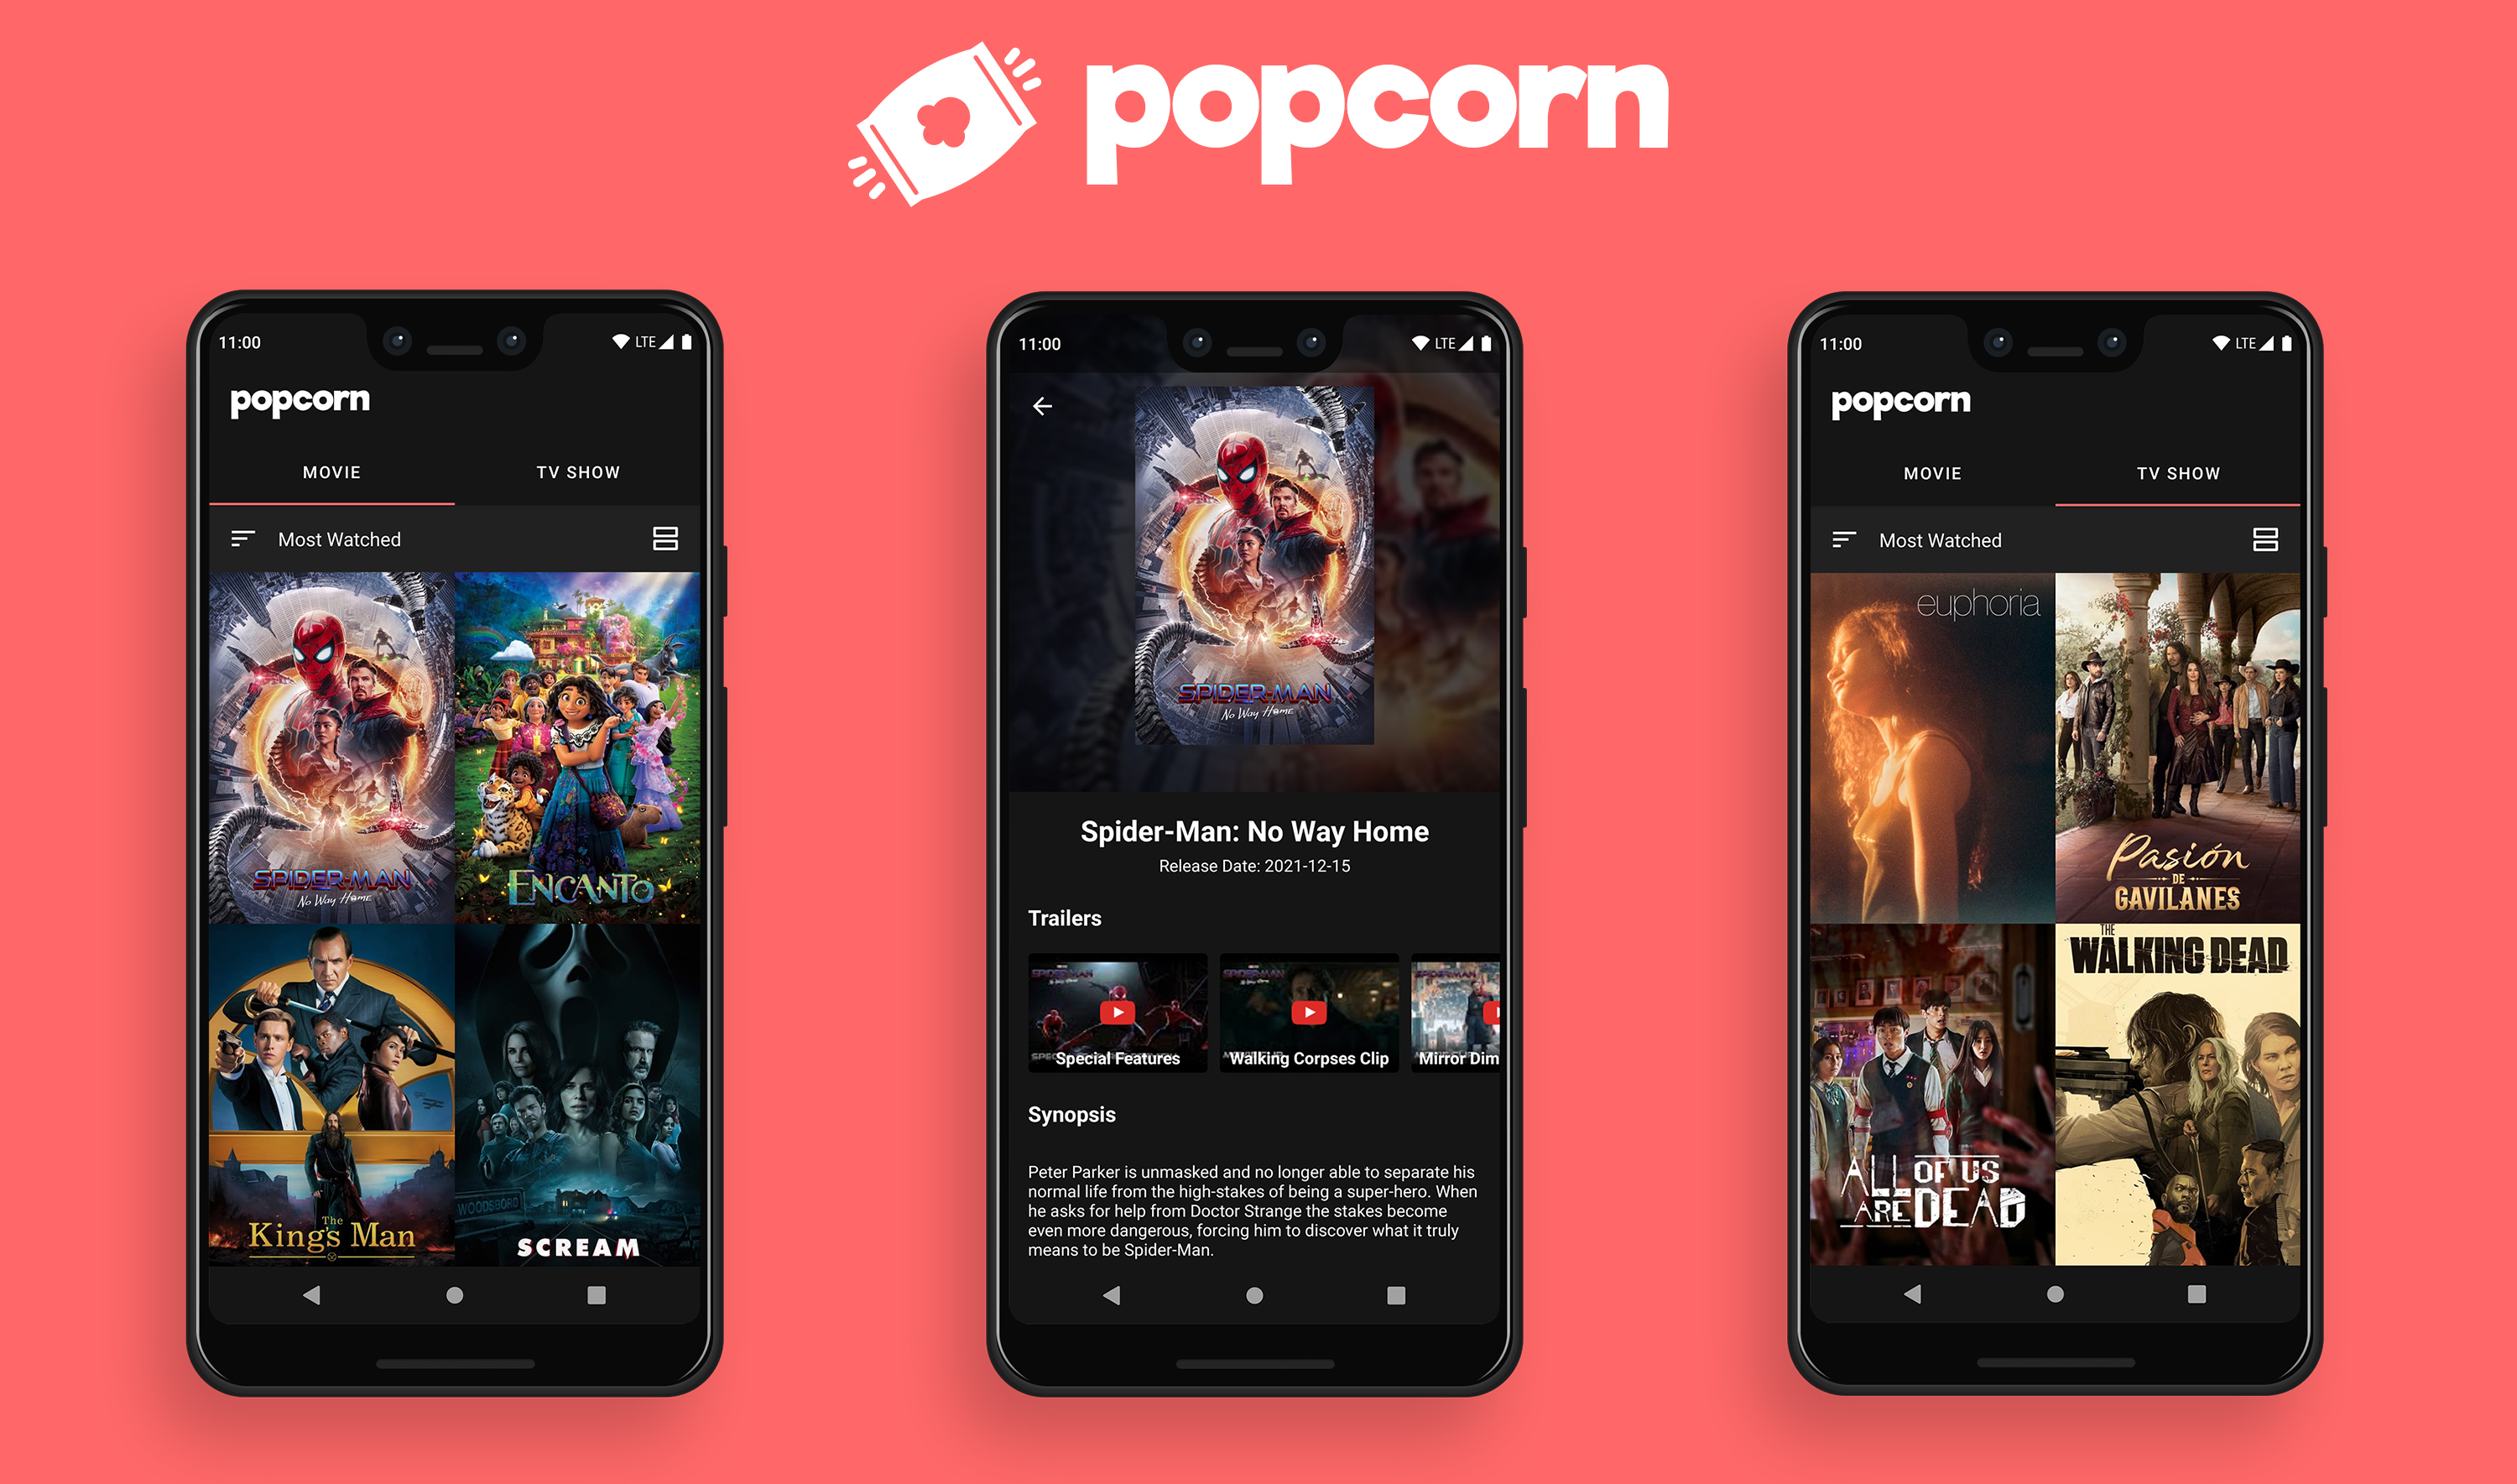 popcorn
11:00
LTE
popcorn
MOVIE
TV SHOW
Most Watched
SPIDER-MAN
No Way Home
ENCANTO
The
King's Man
WOODSBORO
SCREAM
11:00
LTE
SPIDER-MAN
No Way Home
Spider-Man: No Way Home
Release Date: 2021-12-15
Trailers
SPIDER-MAN
SPIDER-MAN
SPIDER-MAN
Special Features
Walking Corpses Clip
Mirror Dim
Synopsis
Peter Parker is unmasked and no longer able to separate his
normal life from the high-stakes of being a super-hero. When
he asks for help from Doctor Strange the stakes become
even more dangerous, forcing him to discover what it truly
means to be Spider-Man.
11:00
LTE
popcorn
MOVIE
TV SHOW
Most Watched
euphoria
Pasión
DE
GAVILANES
ALL OF US
ARE DEAD
THE
WALKING DEAD